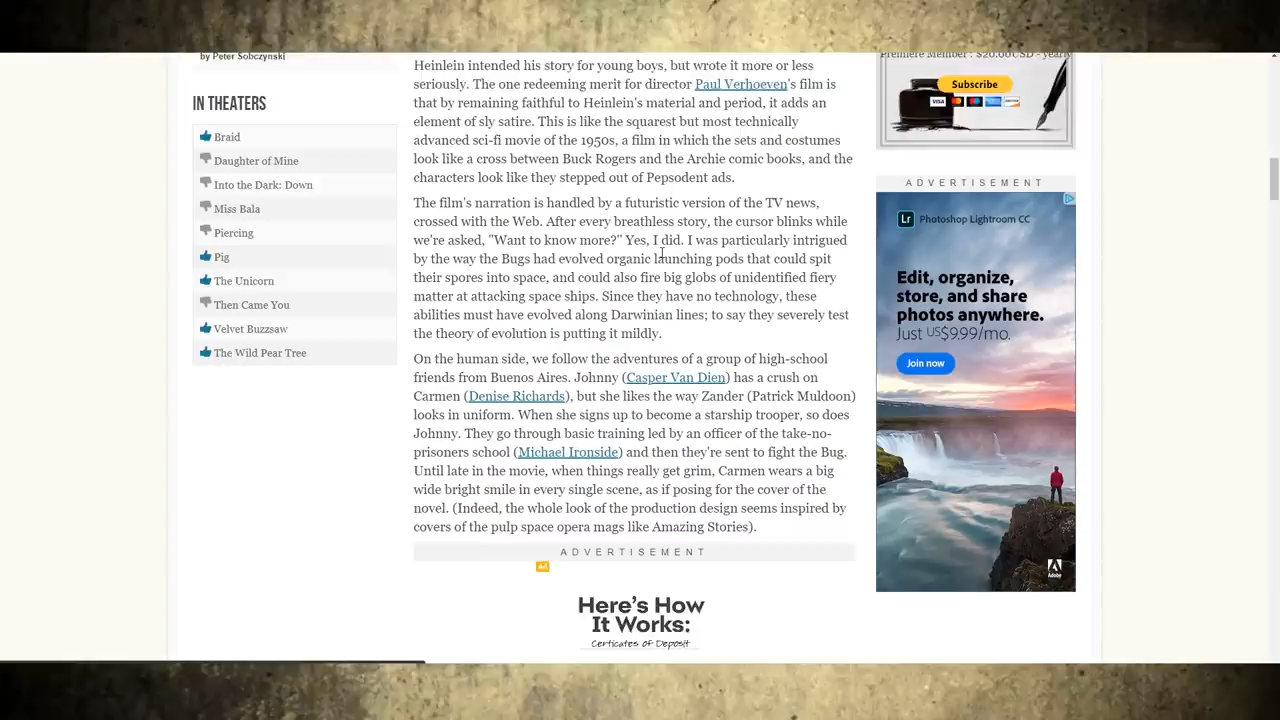 by Peter Sobczynski
IN THEATERS
Braid
Daughter of Mine
Into the Dark: Down
Miss Bala
Piercing
Pig
The Unicorn
Then Came You
Velvet Buzzsaw
The Wild Pear Tree
Heinlein intended his story for young boys, but wrote it more or less
seriously. The one redeeming merit for director Paul Verhoeven's film is
that by remaining faithful to Heinlein's material and period, it adds an
element of sly satire. This is like the squarest but most technically
advanced sci-fi movie of the 1950s, a film in which the sets and costumes
look like a cross between Buck Rogers and the Archie comic books, and the
characters look like they stepped out of Pepsodent ads.
The film's narration is handled by a futuristic version of the TV news,
crossed with the Web. After every breathless story, the cursor blinks while
we're asked, "Want to know more?" Yes, I did. I was particularly intrigued
by the way the Bugs had evolved organic launching pods that could spit
their spores into space, and could also fire big globs of unidentified fiery
matter at attacking space ships. Since they have no technology, these
abilities must have evolved along Darwinian lines; to say they severely test
the theory of evolution is putting it mildly.
On the human side, we follow the adventures of a group of high-school
friends from Buenos Aires. Johnny (Casper Van Dien) has a crush on
Carmen (Denise Richards), but she likes the way Zander (Patrick Muldoon)
looks in uniform. When she signs up to become a starship trooper, so does
Johnny. They go through basic training led by an officer of the take-no-
prisoners school (Michael Ironside) and then they're sent to fight the Bug.
Until late in the movie, when things really get grim, Carmen wears a big
wide bright smile in every single scene, as if posing for the cover of the
novel. (Indeed, the whole look of the production design seems inspired by
covers of the pulp space opera mags like Amazing Stories).
ADVERTISEMENT
Ad
Here's How
It Works:
Certicates of Deposit
Premiere Member : $20.00USD - yearly
Subscribe
VISA
ADVERTISEMENT
Lr Photoshop Lightroom CC
Edit, organize,
store, and share
photos anywhere.
Just US$9.99/mo.
Join now
Adobe